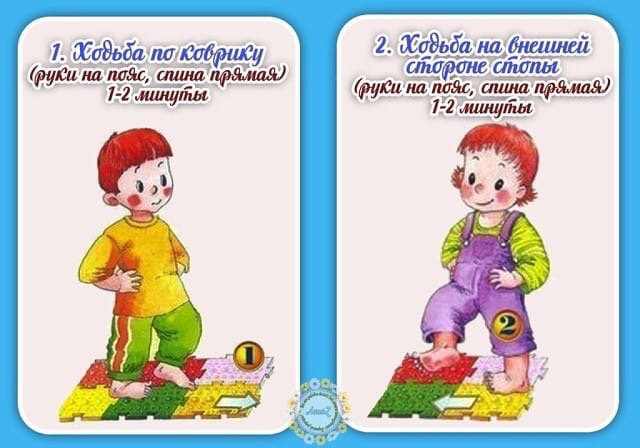 1. Ходьба по коврику
(руки на пояс, спина прямая)
1-2 минуты
1
2. Ходьба на внешней
стороне стопы
(руки на пояс, спина прямая)
1-2 минуты
2